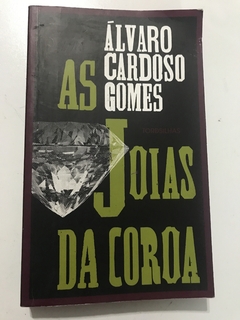 ÁLVARO
CARDOSO
GOMES
AS
JOIAS
DA COROA